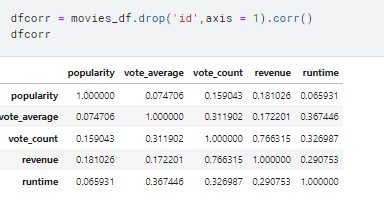 dfcorr = movies_df.drop('id',axis = 1).corr()
dfcorr
popularity vote_average vote_count revenue runtime
popularity 1.000000 0.074706 0.159043 0.181026 0.065931
vote_average 0.074706 1.000000 0.311902 0.172201 0.367446
vote_count 0.159043 0.311902 1.000000 0.766315 0.326987
revenue 0.181026 0.172201 0.766315 1.000000 0.290753
runtime 0.065931 0.367446 0.326987 0.290753 1.000000